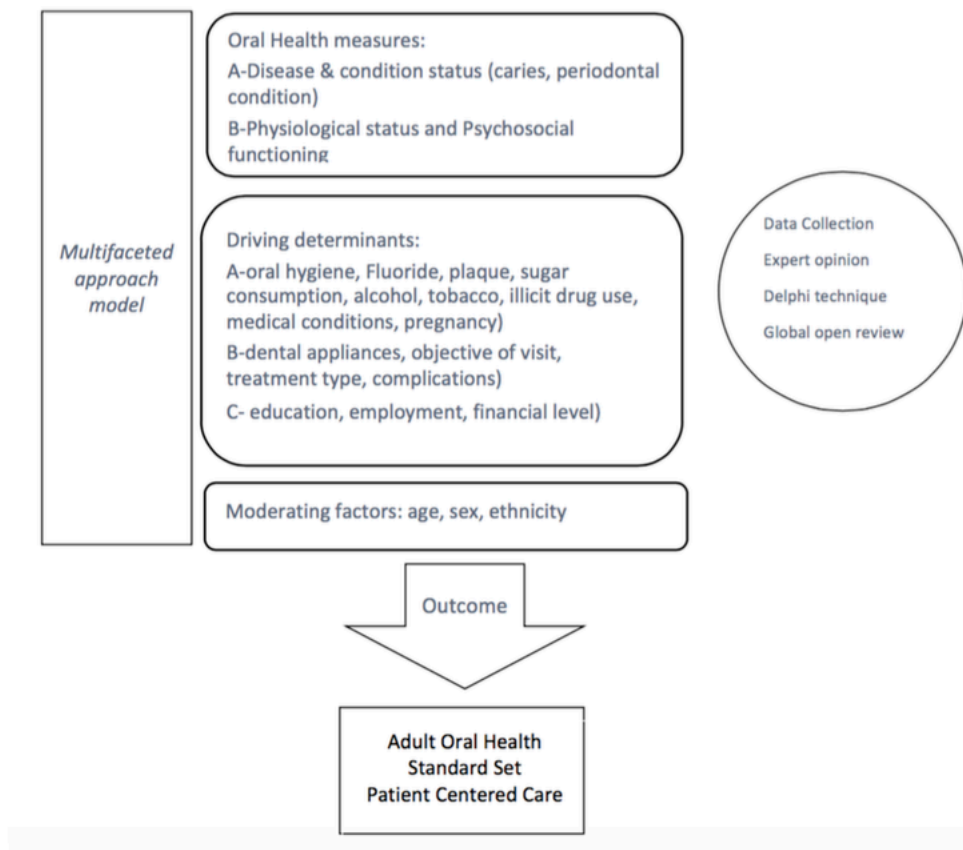 Multifaceted
approach
model
Oral Health measures:
A-Disease & condition status (caries, periodontal
condition)
B-Physiological status and Psychosocial
functioning
Driving determinants:
A-oral hygiene, Fluoride, plaque, sugar
consumption, alcohol, tobacco, illicit drug use,
medical conditions, pregnancy)
B-dental appliances, objective of visit,
treatment type, complications)
C- education, employment, financial level)
Moderating factors: age, sex, ethnicity
Data Collection
Expert opinion
Delphi technique
Global open review
Outcome
Adult Oral Health
Standard Set
Patient Centered Care